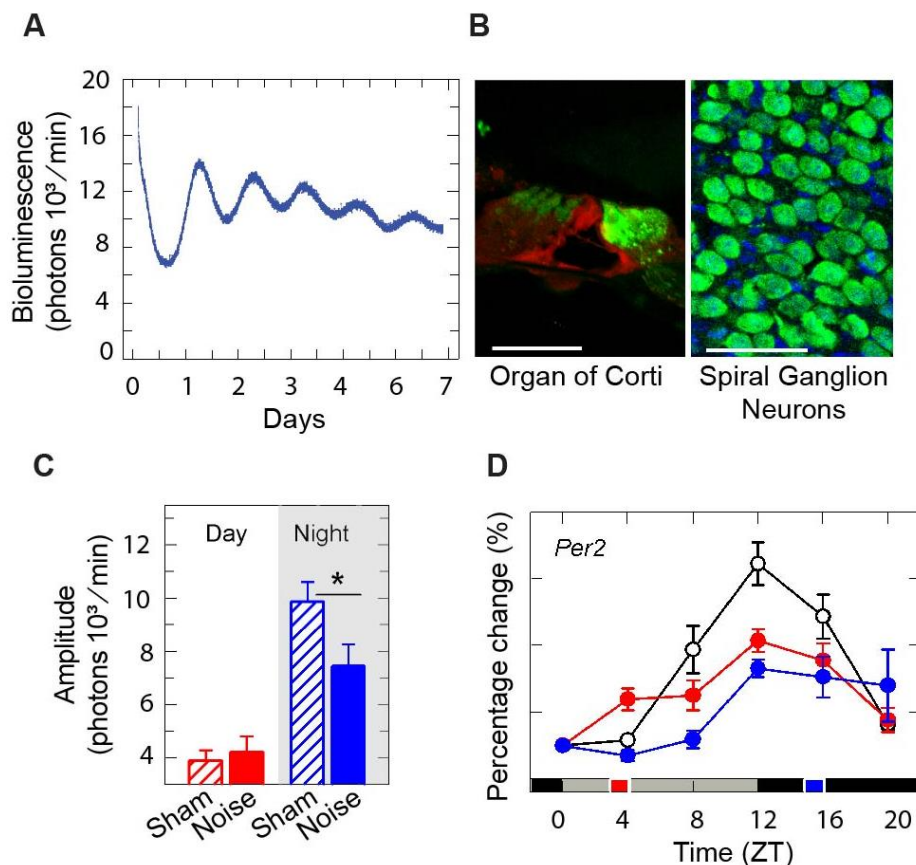 A
20
16
12
8
4
0
Bioluminescence
(photons 10³/min)
0 1 2 3 4 5 6 7
Days
B
Organ of Corti
Spiral Ganglion
Neurons
C
12
10
8
6
4
Amplitude
(photons 10³/min)
Day
Night
*
Sham
Noise
Sham
Noise
D
Per2
Percentage change (%)
0 4 8 12 16 20
Time (ZT)